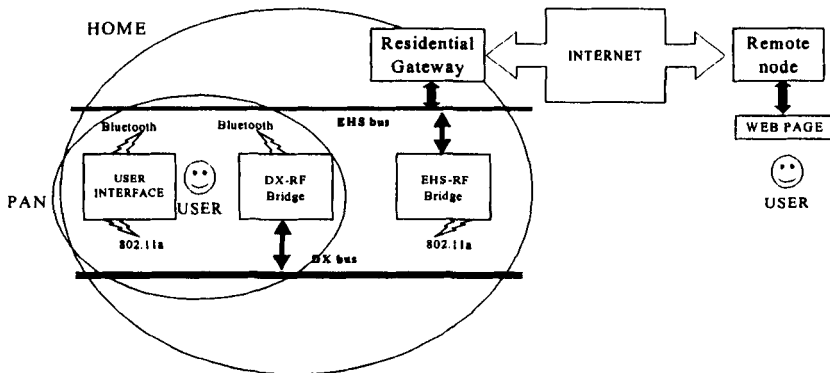 HOME
Residential
Gateway
INTERNET
Remote
node
EHS bus
WEB PAGE
Bluetooth
Bluetooth
USER
INTERFACE
DX-RF
Bridge
EHS-RF
Bridge
PAN
USER
USER
802.11a
802.11a
DX bus